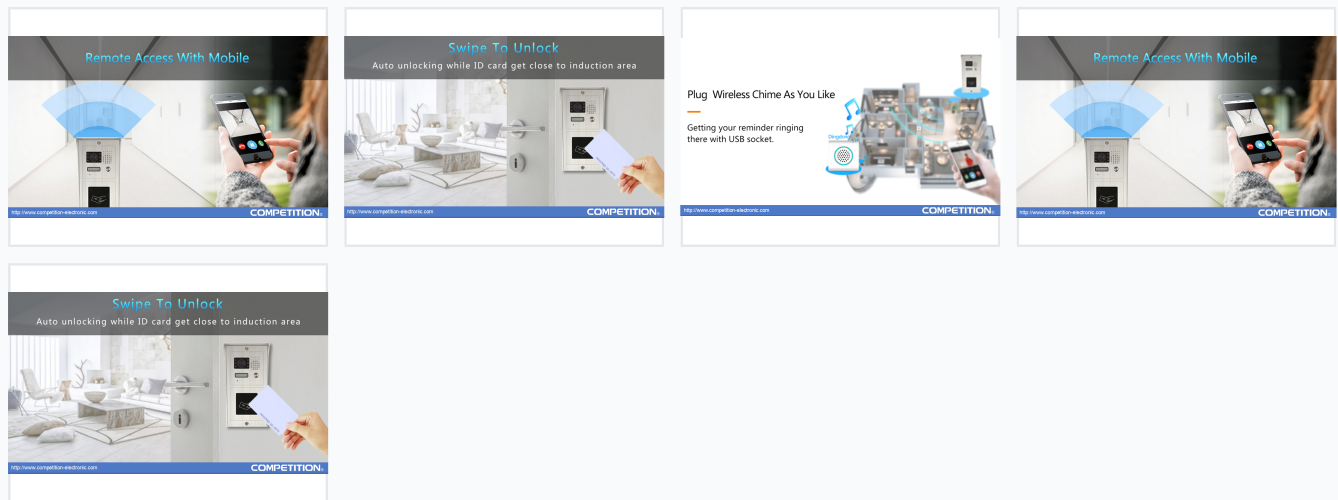 Remote Access With Mobile
http://www.competition-electronic.com
COMPETITION®
Swipe To Unlock
Auto unlocking while ID card get close to induction area
http://www.competition-electronic.com
COMPETITION®
Plug Wireless Chime As You Like
Getting your reminder ringing
there with USB socket.
http://www.competition-electronic.com
COMPETITION®
Remote Access With Mobile
http://www.competition-electronic.com
COMPETITION®
Swipe To Unlock
Auto unlocking while ID card get close to induction area
http://www.competition-electronic.com
COMPETITION®